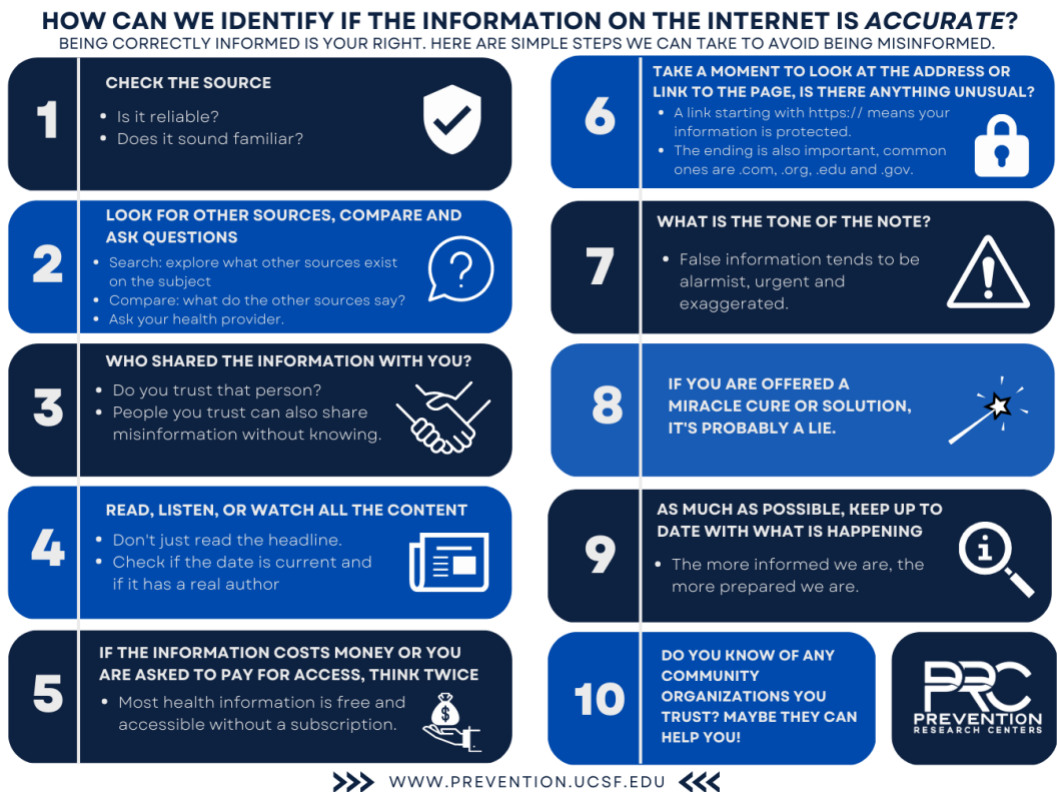 HOW CAN WE IDENTIFY IF THE INFORMATION ON THE INTERNET IS ACCURATE?
BEING CORRECTLY INFORMED IS YOUR RIGHT. HERE ARE SIMPLE STEPS WE CAN TAKE TO AVOID BEING MISINFORMED.
1
CHECK THE SOURCE
• Is it reliable?
• Does it sound familiar?
2
LOOK FOR OTHER SOURCES, COMPARE AND
ASK QUESTIONS
• Search: explore what other sources exist
on the subject
• Compare: what do the other sources say?
• Ask your health provider.
?
3
WHO SHARED THE INFORMATION WITH YOU?
• Do you trust that person?
• People you trust can also share
misinformation without knowing.
4
READ, LISTEN, OR WATCH ALL THE CONTENT
• Don't just read the headline.
• Check if the date is current and
if it has a real author
5
IF THE INFORMATION COSTS MONEY OR YOU
ARE ASKED TO PAY FOR ACCESS, THINK TWICE
• Most health information is free and
accessible without a subscription.
$
6
TAKE A MOMENT TO LOOK AT THE ADDRESS OR
LINK TO THE PAGE, IS THERE ANYTHING UNUSUAL?
• A link starting with https:// means your
information is protected.
• The ending is also important, common
ones are .com, .org, .edu and .gov.
7
WHAT IS THE TONE OF THE NOTE?
• False information tends to be
alarmist, urgent and
exaggerated.
!
8
IF YOU ARE OFFERED A
MIRACLE CURE OR SOLUTION,
IT'S PROBABLY A LIE.
9
AS MUCH AS POSSIBLE, KEEP UP TO
DATE WITH WHAT IS HAPPENING
• The more informed we are, the
more prepared we are.
i
10
DO YOU KNOW OF ANY
COMMUNITY
ORGANIZATIONS YOU
TRUST? MAYBE THEY CAN
HELP YOU!
PRC
PREVENTION
RESEARCH CENTERS
WWW.PREVENTION.UCSF.EDU